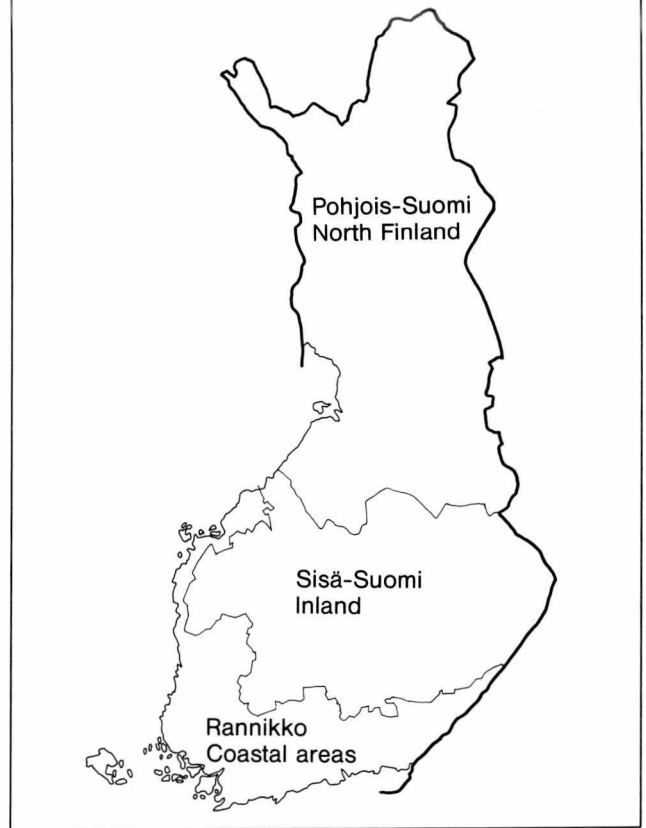 Pohjois-Suomi
North Finland
Sisä-Suomi
Inland
Rannikko
Coastal areas